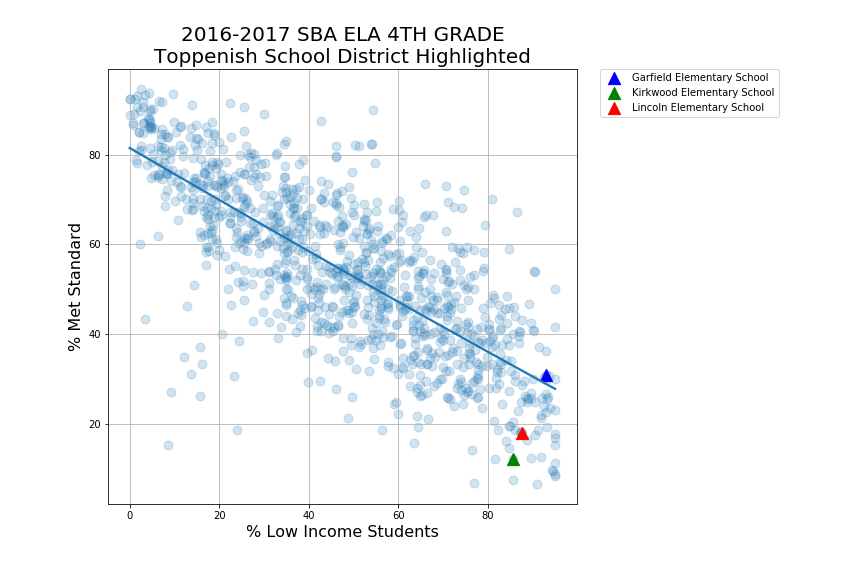 2016-2017 SBA ELA 4TH GRADE
Toppenish School District Highlighted
Garfield Elementary School
Kirkwood Elementary School
Lincoln Elementary School
% Met Standard
80
60
40
20
0 20 40 60 80
% Low Income Students